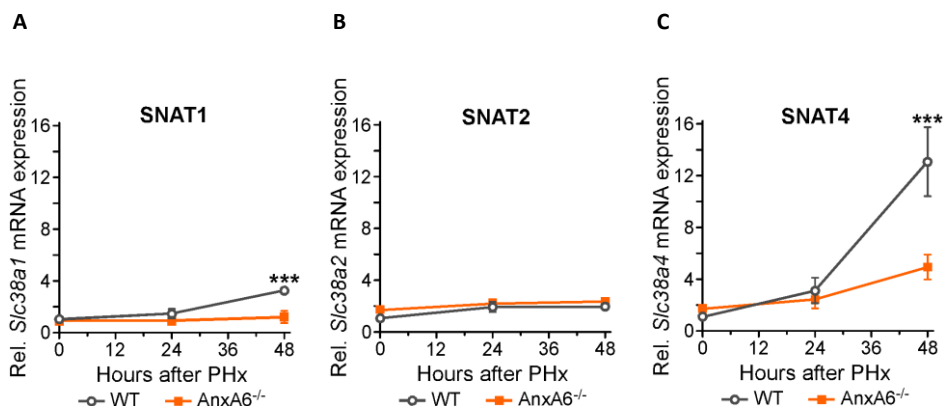 A
B
C
SNAT1
Rel. Slc38a1 mRNA expression
16
12
8
4
0
***
0 12 24 36 48
Hours after PHx
WT AnxA6-/-
SNAT2
Rel. Slc38a2 mRNA expression
16
12
8
4
0
0 12 24 36 48
Hours after PHx
WT AnxA6-/-
SNAT4
Rel. Slc38a4 mRNA expression
16
12
8
4
0
***
0 12 24 36 48
Hours after PHx
WT AnxA6-/-